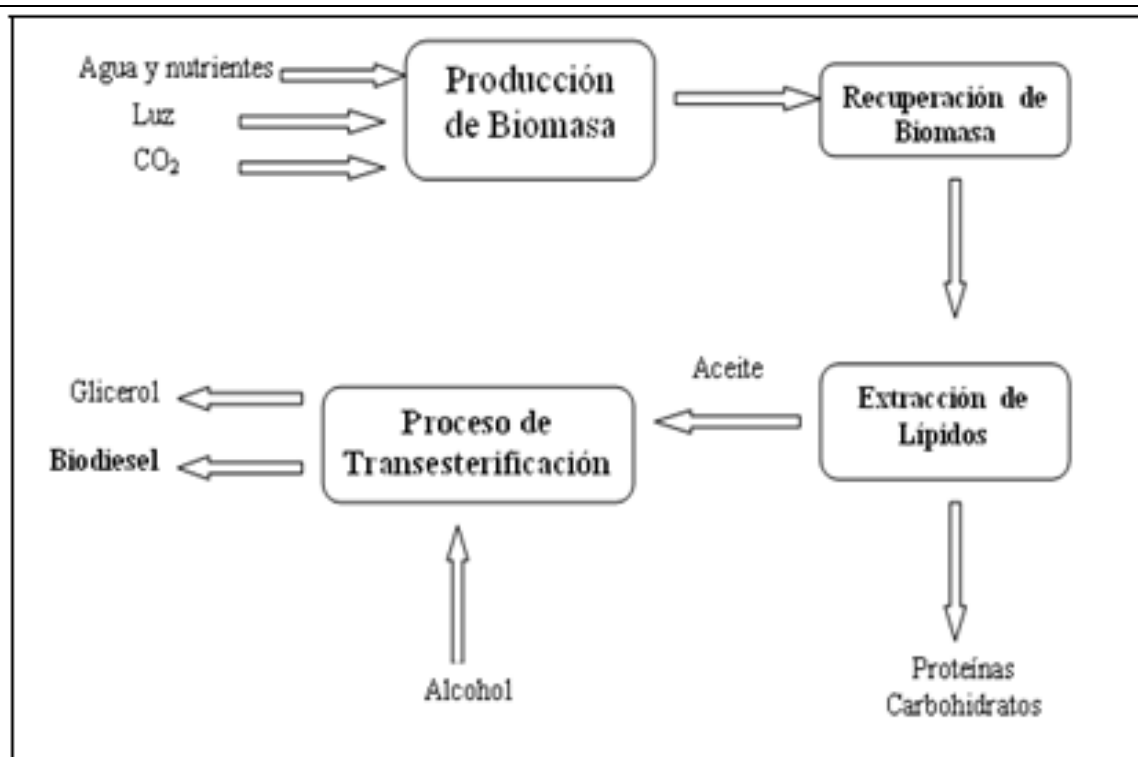 Agua y nutrientes
Luz
CO₂
Producción
de Biomasa
Recuperación de
Biomasa
Extracción de
Lípidos
Aceite
Proteínas
Carbohidratos
Proceso de
Transesterificación
Alcohol
Glicerol
Biodiesel